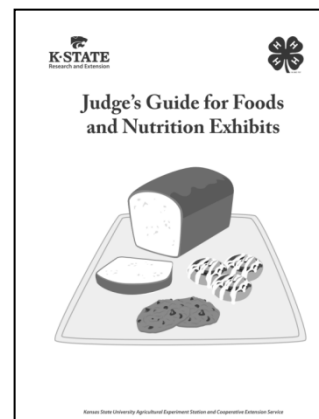 K-STATE
Research and Extension
H H
H H
Judge's Guide for Foods
and Nutrition Exhibits
Kansas State University Agricultural Experiment Station and Cooperative Extension Service